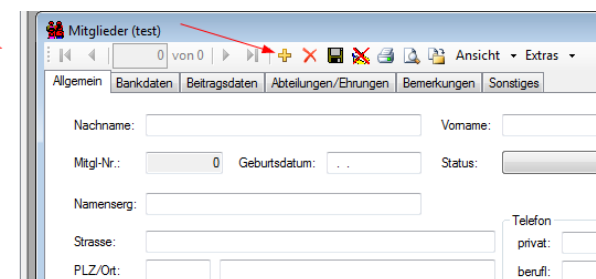 Mitglieder (test)
0 von 0 Ansicht Extras
Allgemein Bankdaten Beitragsdaten Abteilungen/Ehrungen Bemerkungen Sonstiges
Nachname: Vorname:
Mitgl-Nr.: 0 Geburtsdatum: . . Status:
Namenserg:
Telefon
Strasse: privat:
PLZ/Ort: berufl: